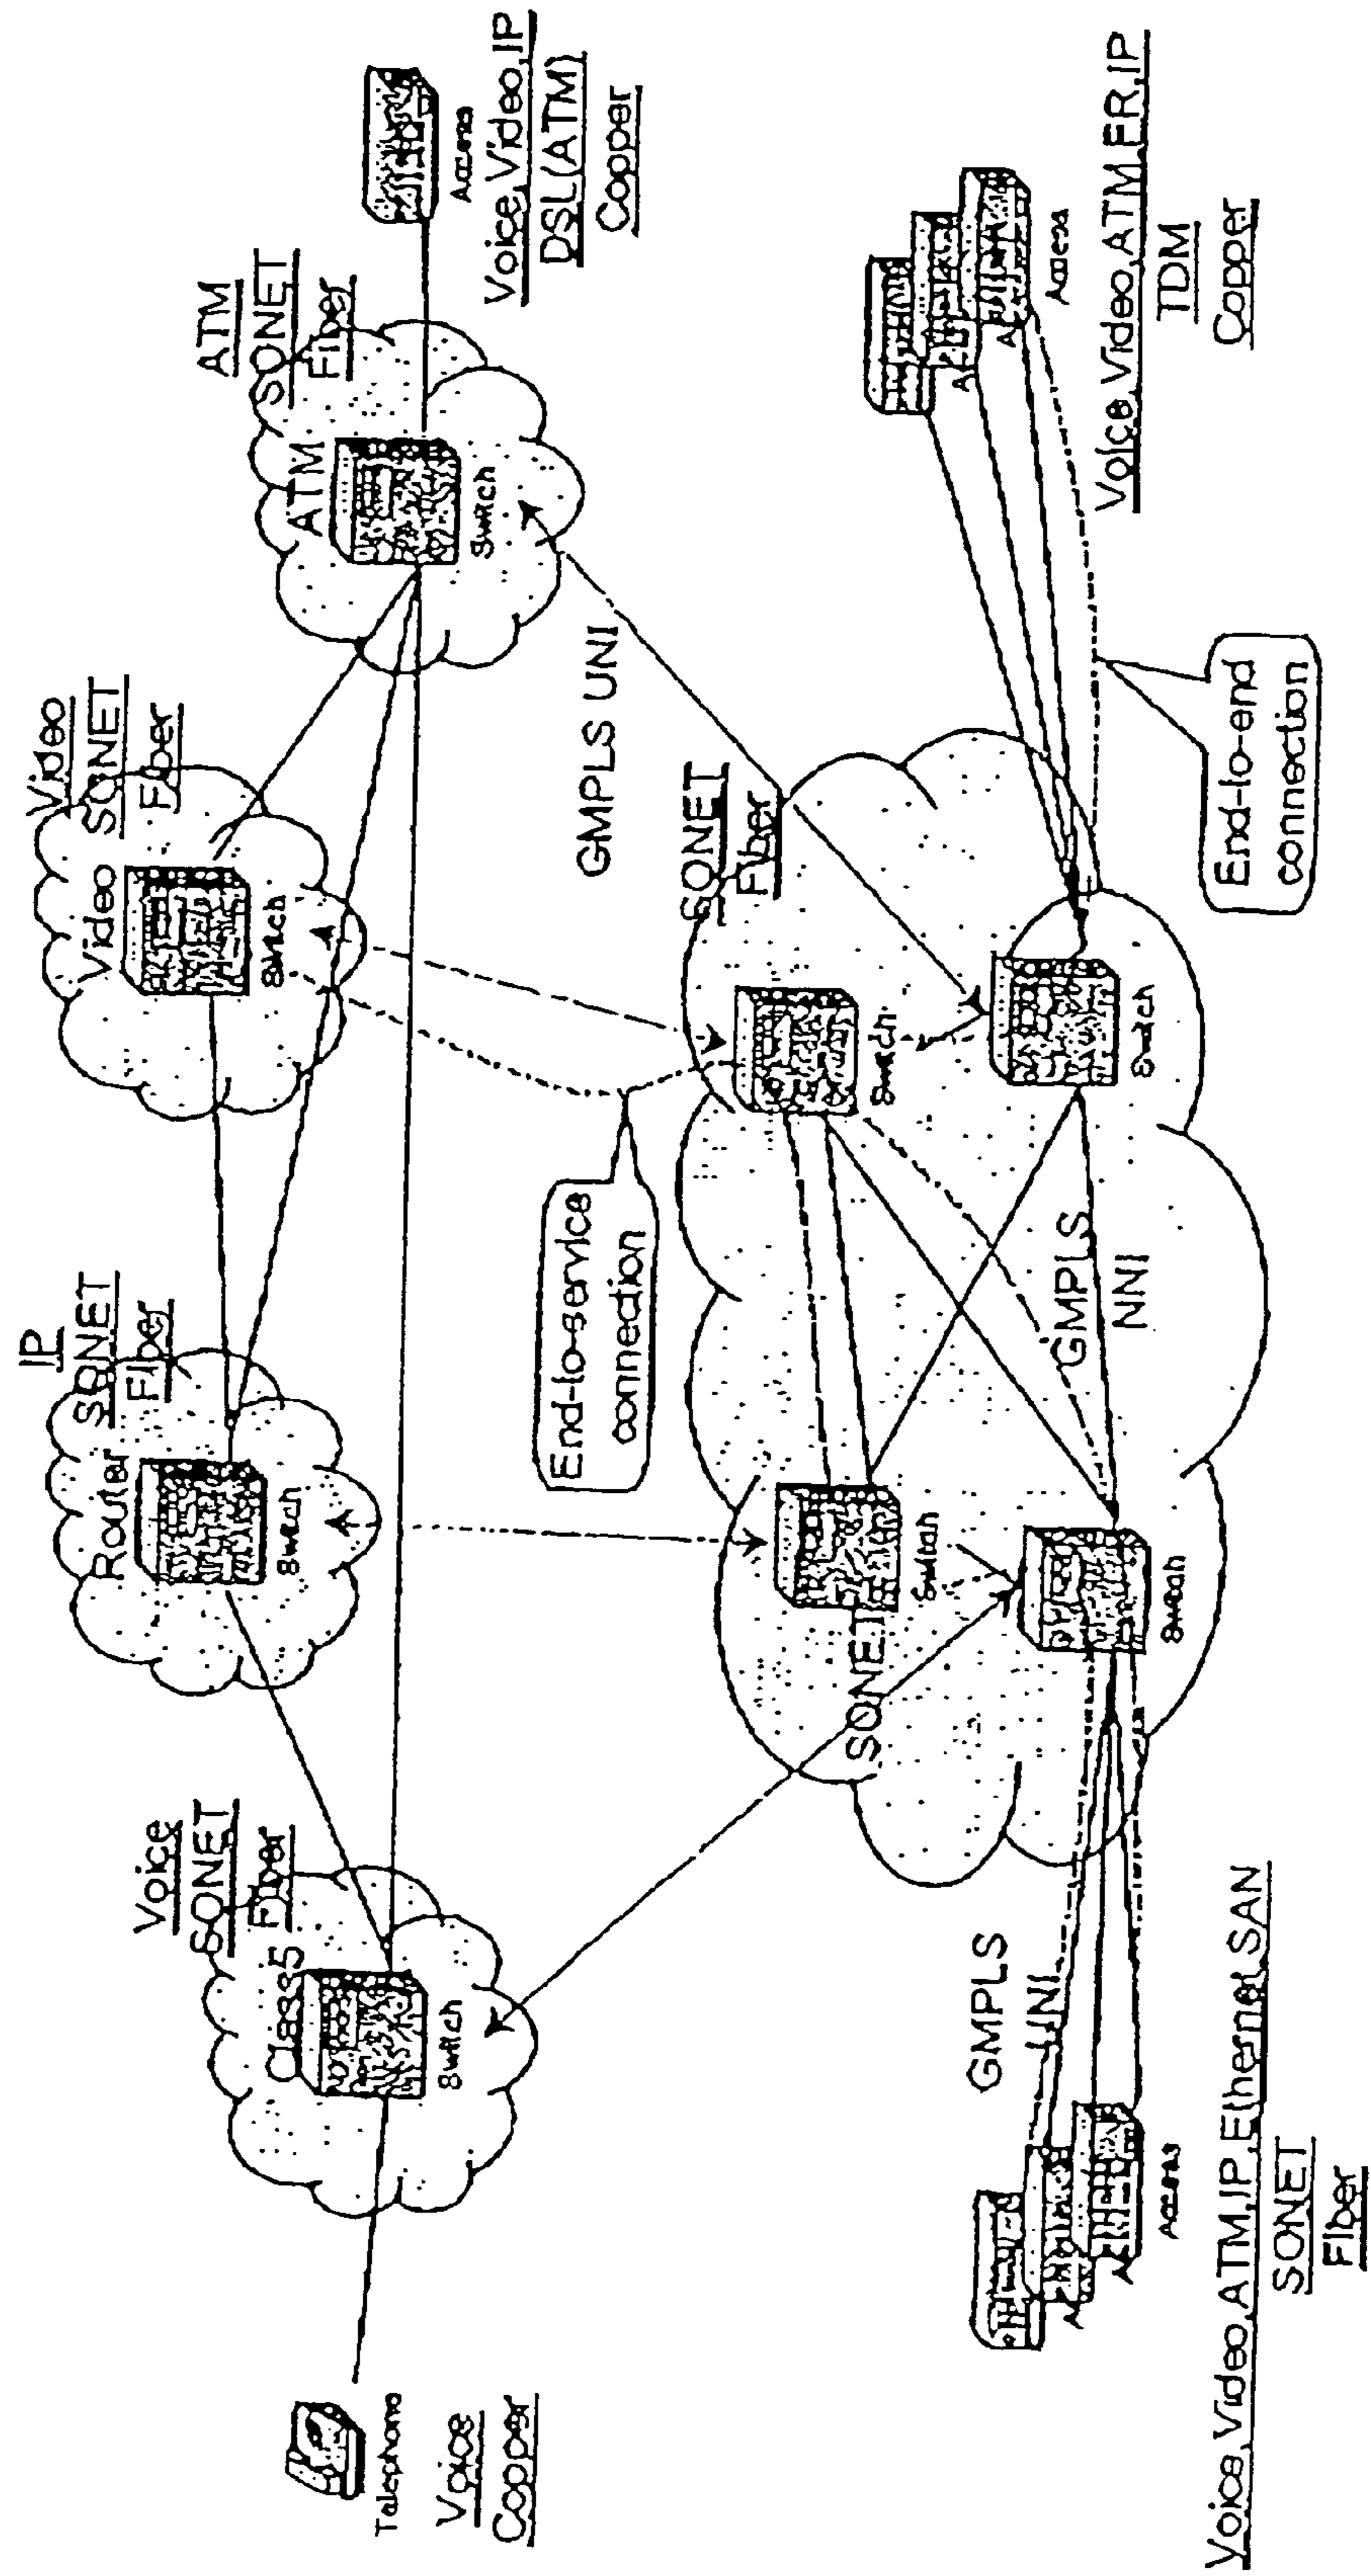 Voice
SONET
Fiber
Class5
Switch
Telephone
Voice
Copper
IP
SONET
Fiber
Router
Switch
Video
SONET
Fiber
Video
Switch
ATM
SONET
Fiber
ATM
Switch
Access
Voice,Video,IP
DSL(ATM)
Copper
GMPLS UNI
End-to-service
connection
SONET
Fiber
Switch
Switch
SONET
Switch
Switch
GMPLS
NNI
GMPLS
UNI
A
A
Access
Voice,Video,ATM,IP,Ethernet,SAN
SONET
Fiber
A
A
Access
Voice,Video,ATM,FR,IP
TDM
Copper
End-to-end
connection